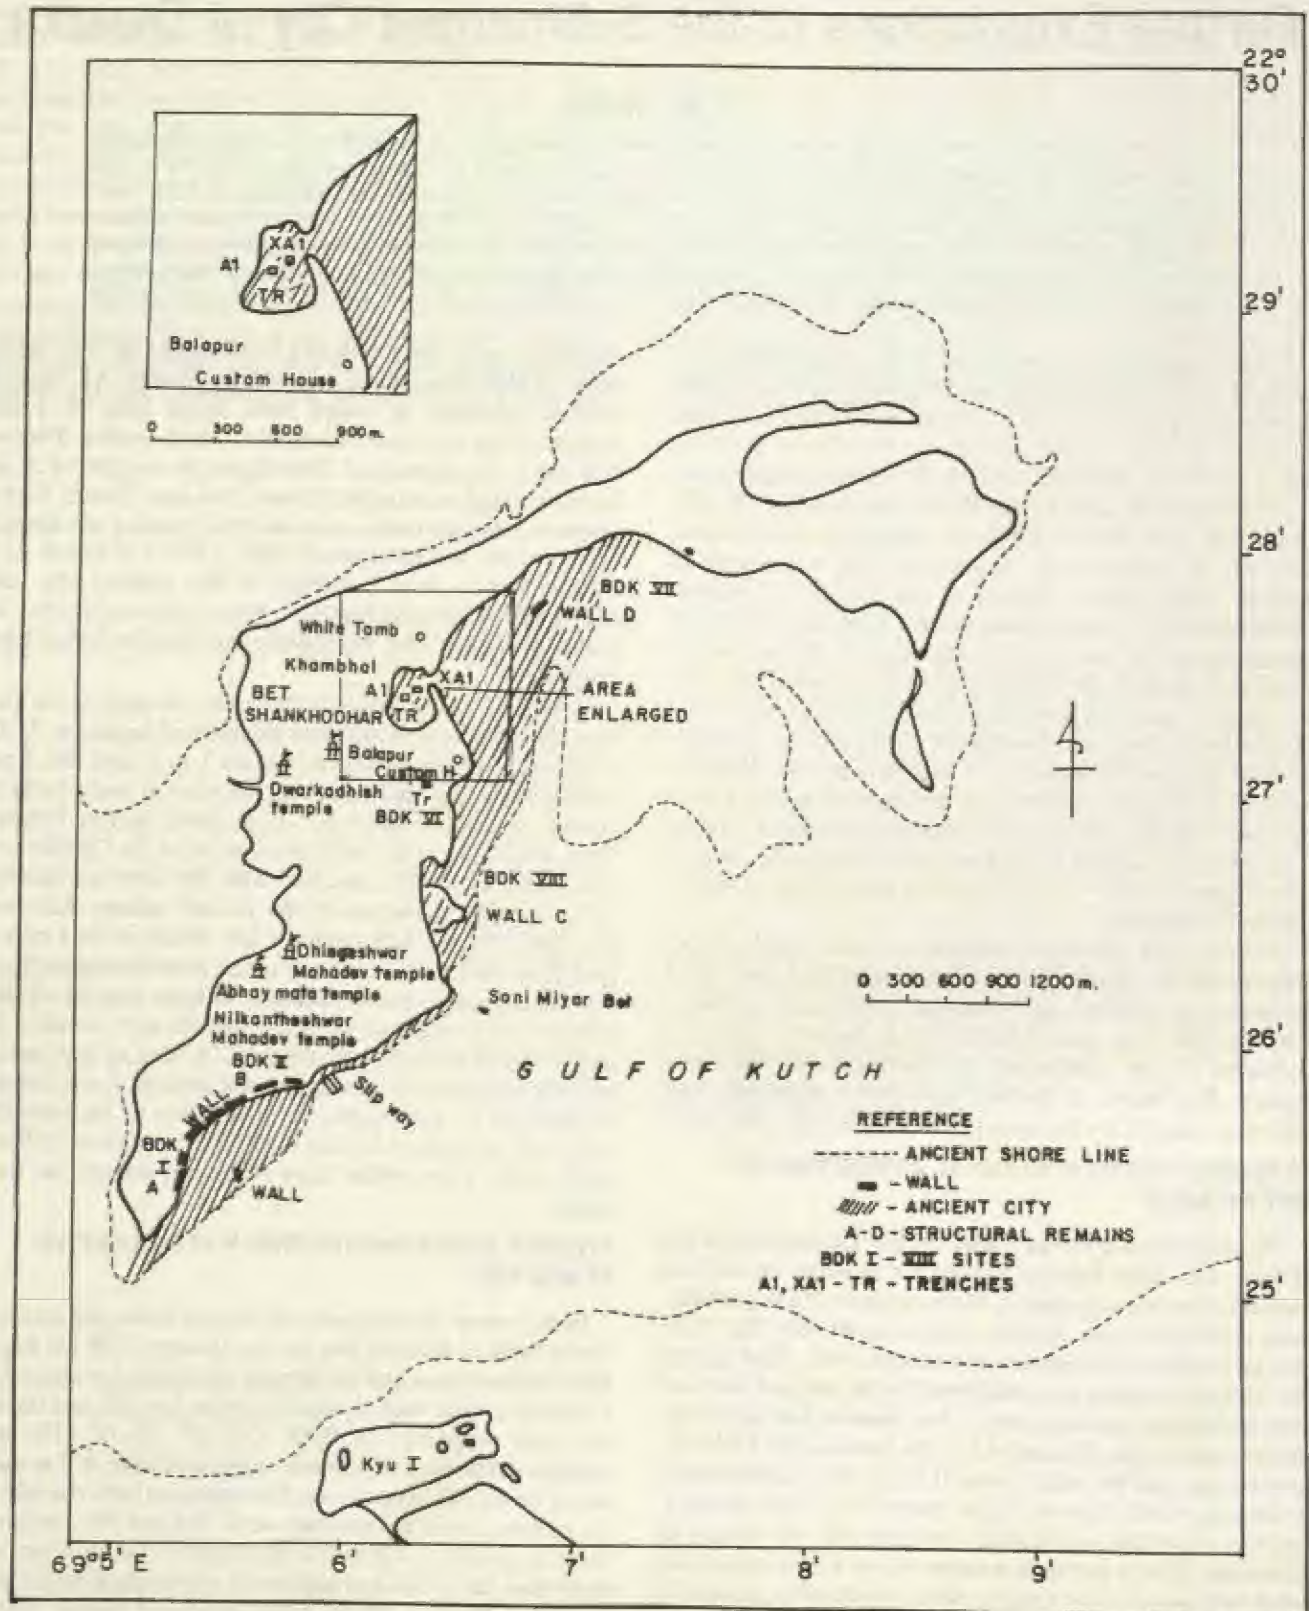 22°
30'
XA1
A1
TR
Balapur
Custom House
0 300 600 900 m.
29'
28'
BDK VII
WALL D
White Tomb
Khambhal
XA1
A1
AREA
BET
ENLARGED
SHANKHODHAR
TR
Balapur
Custom H
Dwarkadhish
temple
Tr
BDK VI
27'
BDK VIII
WALL C
Dhingeshwar
Mahadev temple
Abhay mata temple
0 300 600 900 1200 m.
Soni Miyar Bet
Nilkantheshwar
Mahadev temple
26'
BDK II
B
GULF OF KUTCH
WALL
Slip way
BDK
I
A
WALL
REFERENCE
ANCIENT SHORE LINE
- WALL
- ANCIENT CITY
A-D-STRUCTURAL REMAINS
BDK I - VIII SITES
A1, XA1 - TR - TRENCHES
25'
Kyu I
69°5' E
6'
7'
8'
9'